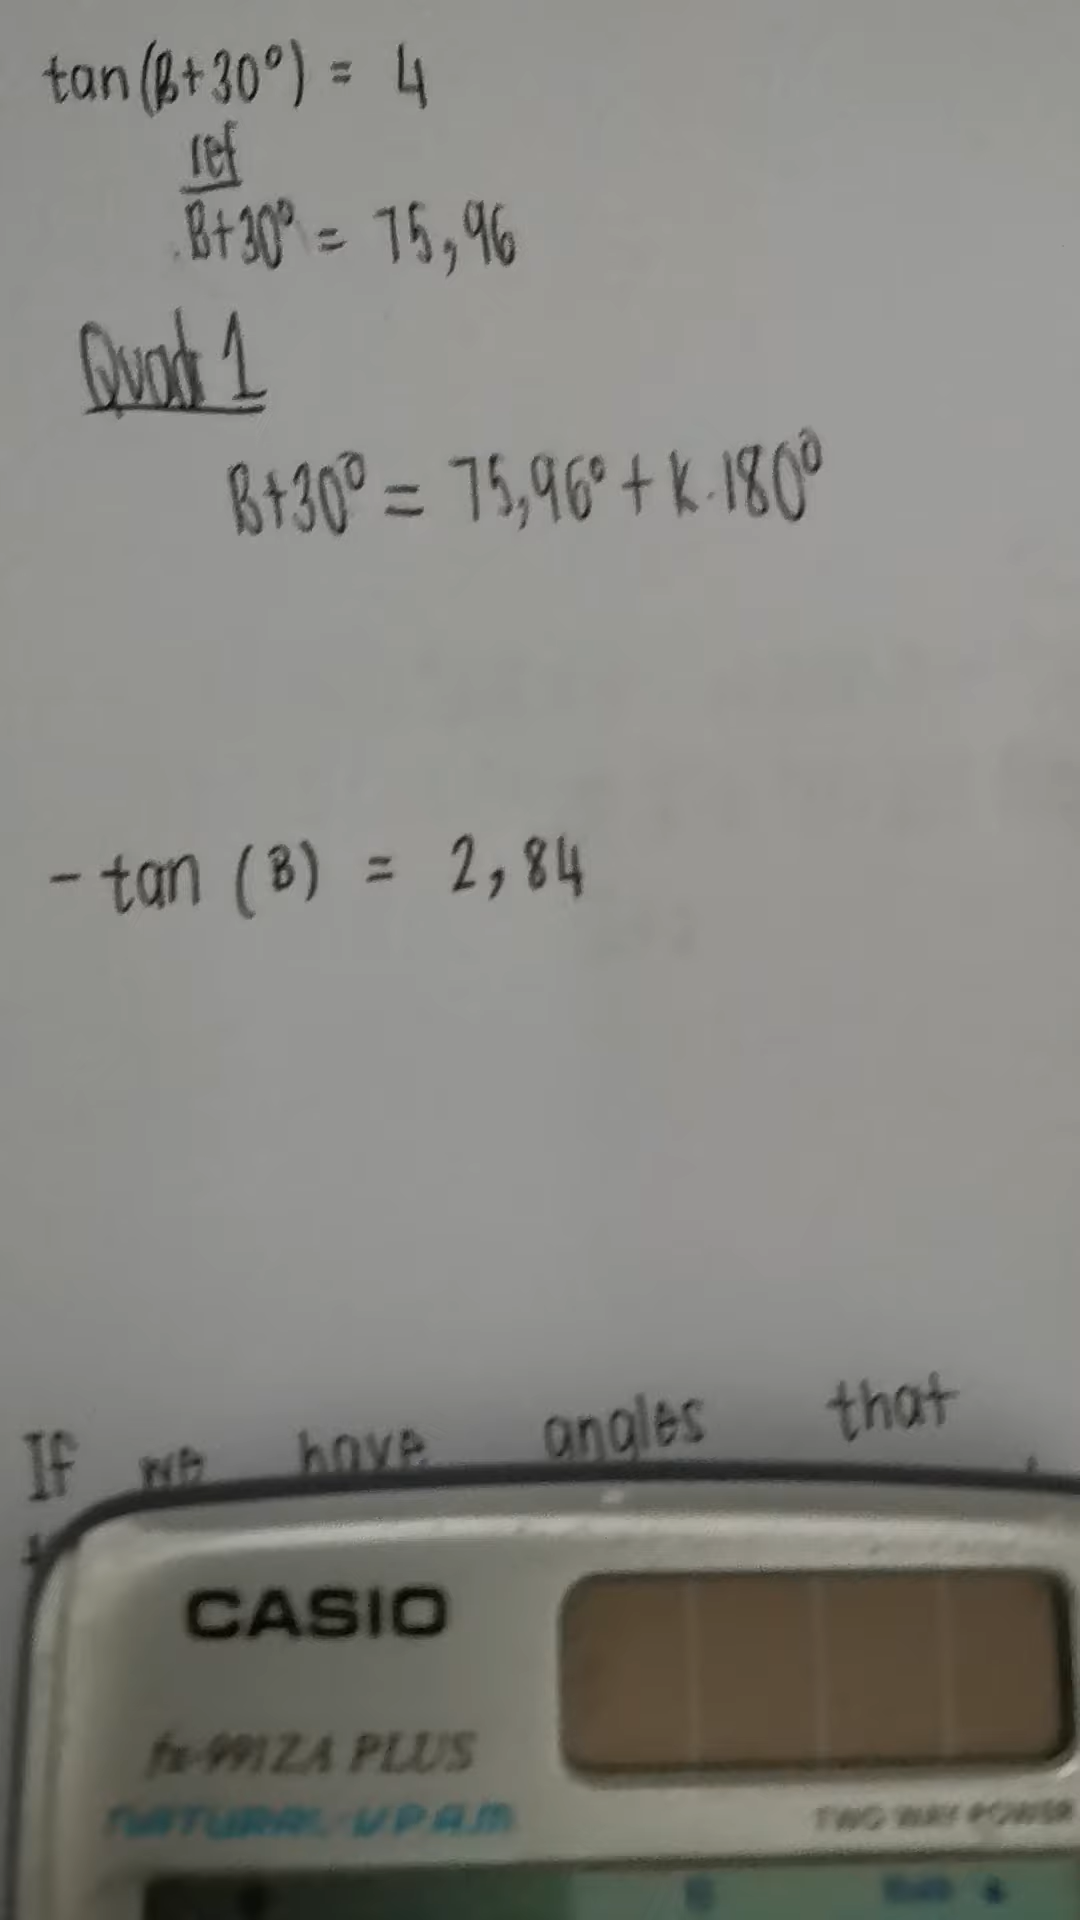 tan(B+30°) = 4
ref
B+30° = 75,96
Quad 1
B+30° = 75,96° + K.180°
- tan (B) = 2,84
If we have angles that
CASIO
fx-991ZA PLUS
NATURAL-V.P.A.M.
TWO WAY POWER